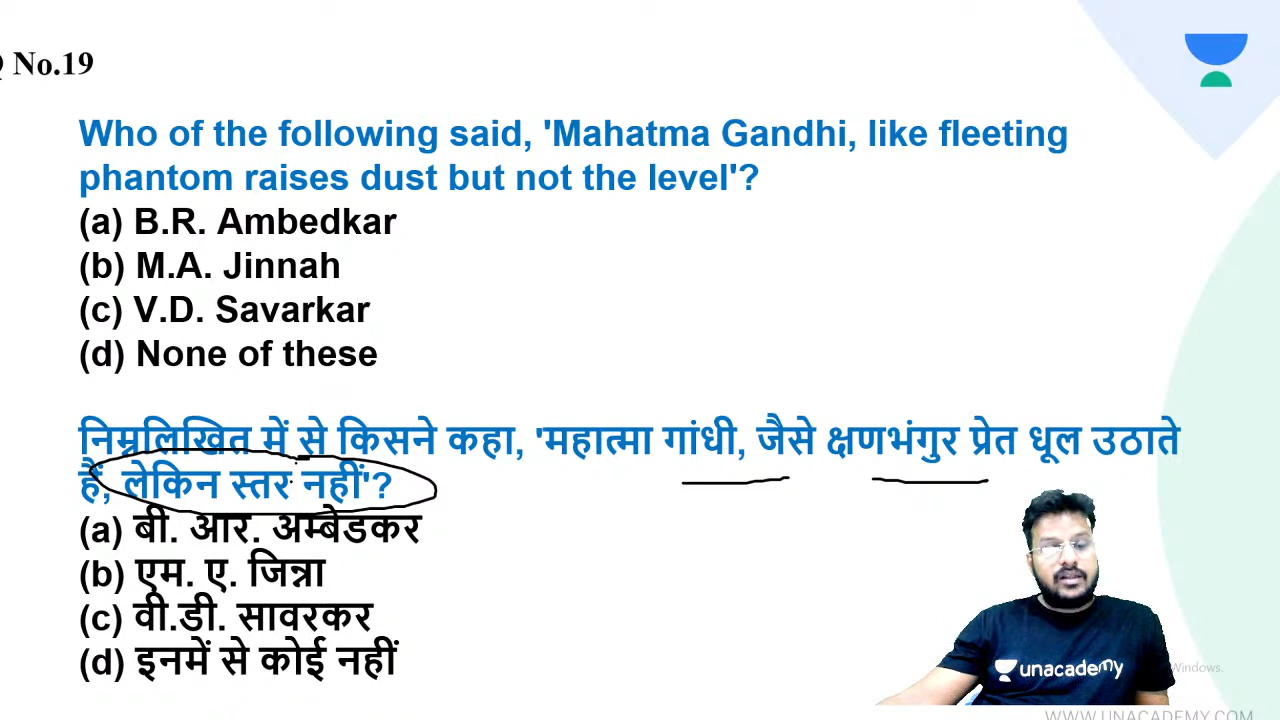 No.19
Who of the following said, 'Mahatma Gandhi, like fleeting
phantom raises dust but not the level'?
(a) B.R. Ambedkar
(b) M.A. Jinnah
(c) V.D. Savarkar
(d) None of these
निम्नलिखित में से किसने कहा, 'महात्मा गांधी, जैसे क्षणभंगुर प्रेत धूल उठाते
हैं, लेकिन स्तर नहीं'?
(a) बी. आर. अम्बेडकर
(b) एम. ए. जिन्ना
(c) वी.डी. सावरकर
(d) इनमें से कोई नहीं
unacademy
Windows.
WWW.UNACADEMY.COM